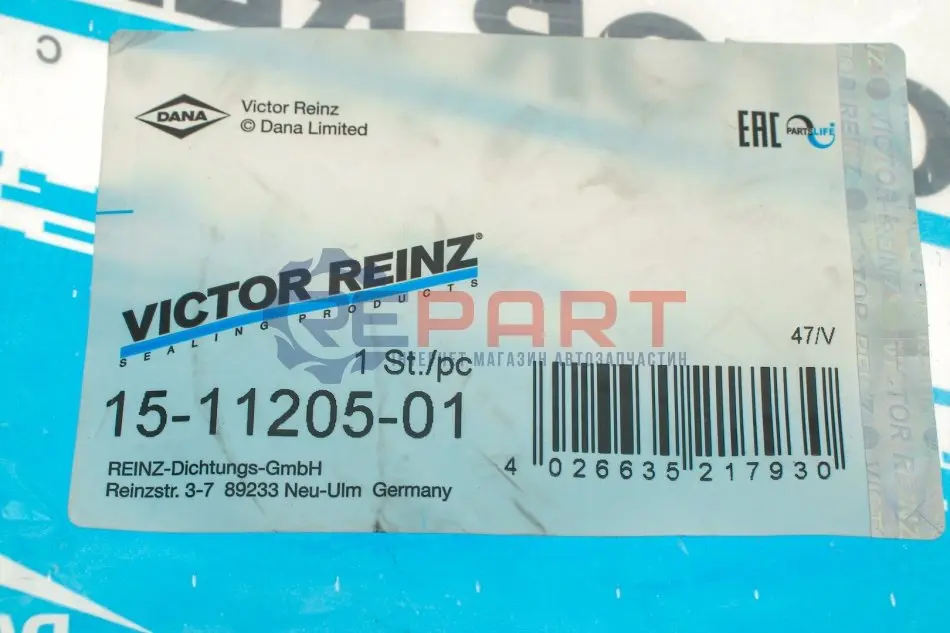 C
DANA
Victor Reinz
© Dana Limited
EAC
PARTSLIFE
VICTOR REINZ®
SEALING PRODUCTS
REPART
ИНТЕРНЕТ МАГАЗИН АВТОЗАПЧАСТИН
47/V
1 St./pc
15-11205-01
REINZ-Dichtungs-GmbH
Reinzstr. 3-7 89233 Neu-Ulm Germany
4 026635 217930